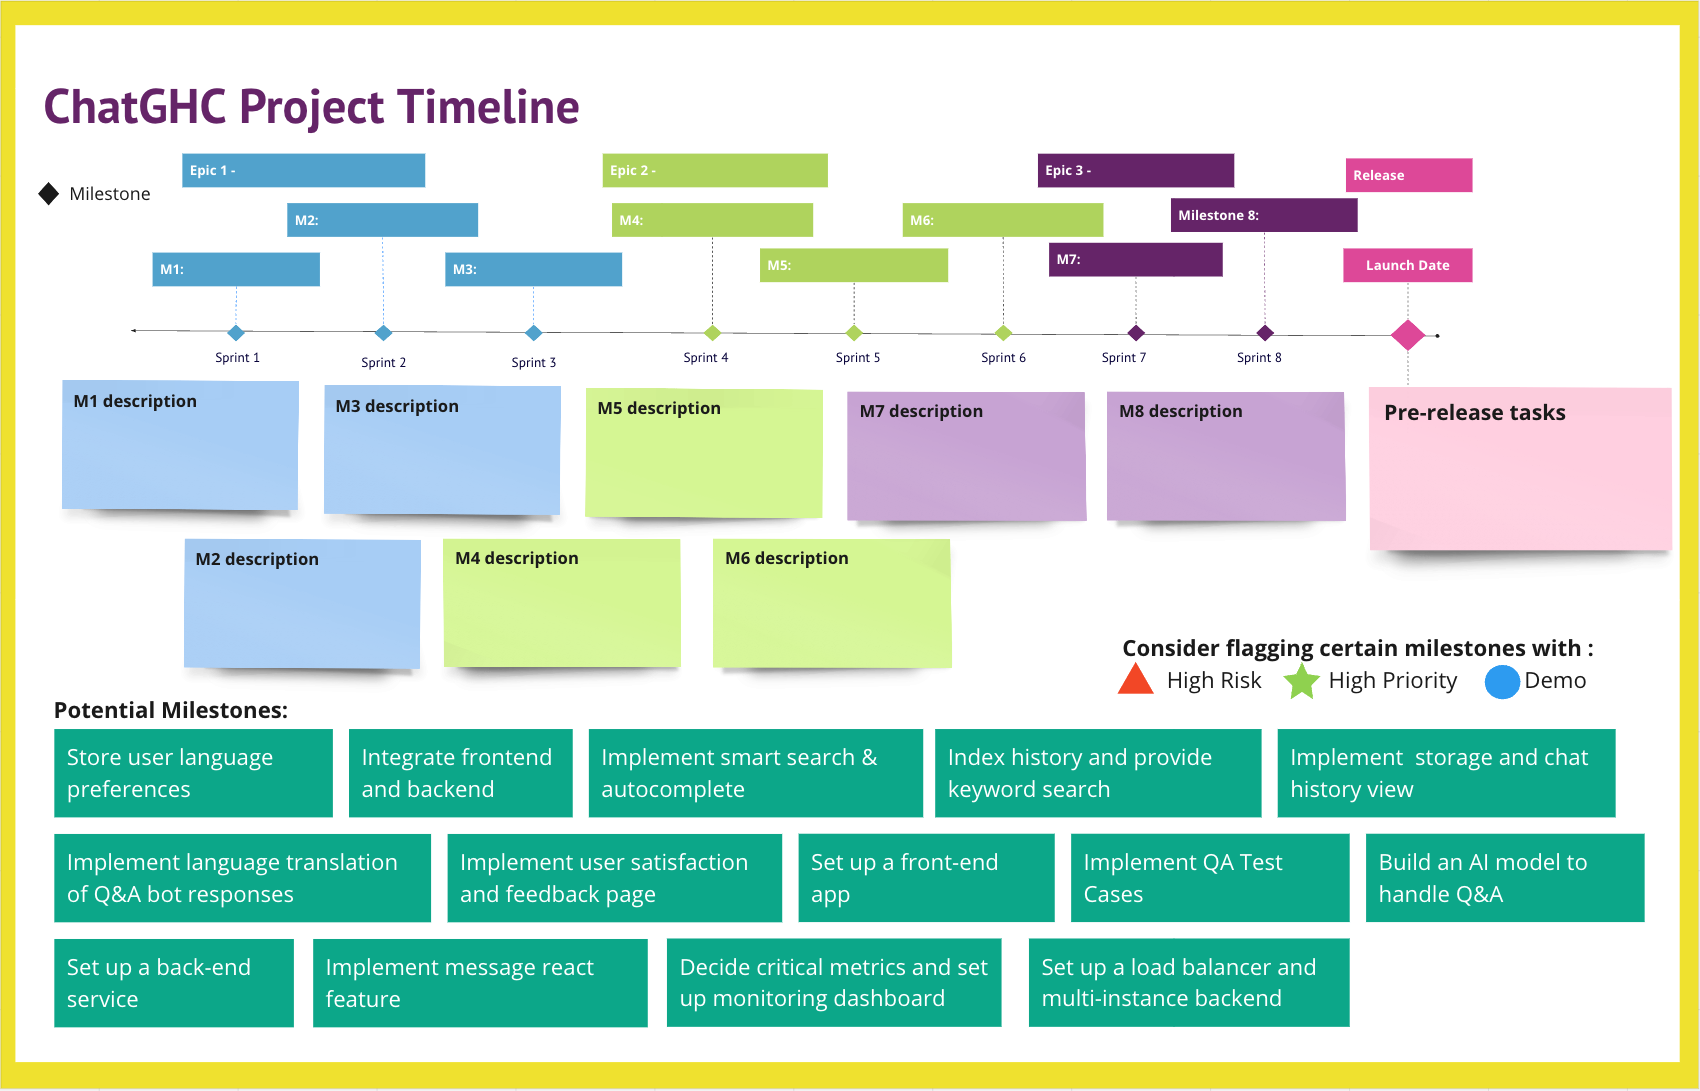 ChatGHC Project Timeline
Milestone
Epic 1 -
Epic 2 -
Epic 3 -
Release
M2:
M4:
M6:
Milestone 8:
M1:
M3:
M5:
M7:
Launch Date
Sprint 1
Sprint 2
Sprint 3
Sprint 4
Sprint 5
Sprint 6
Sprint 7
Sprint 8
M1 description
M3 description
M5 description
M7 description
M8 description
Pre-release tasks
M2 description
M4 description
M6 description
Consider flagging certain milestones with :
High Risk
High Priority
Demo
Potential Milestones:
Store user language
preferences
Integrate frontend
and backend
Implement smart search &
autocomplete
Index history and provide
keyword search
Implement  storage and chat
history view
Implement language translation
of Q&A bot responses
Implement user satisfaction
and feedback page
Set up a front-end
app
Implement QA Test
Cases
Build an AI model to
handle Q&A
Set up a back-end
service
Implement message react
feature
Decide critical metrics and set
up monitoring dashboard
Set up a load balancer and
multi-instance backend